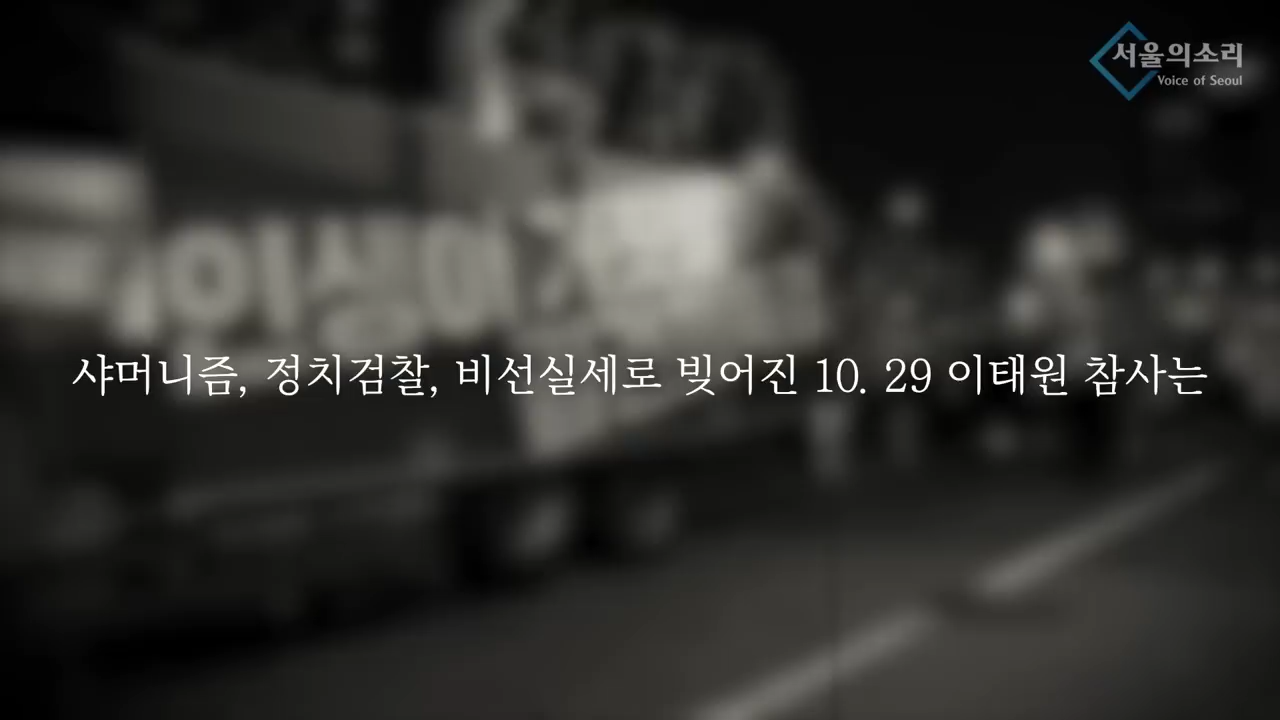 서울의소리
Voice of Seoul
샤머니즘, 정치검찰, 비선실세로 빚어진 10. 29 이태원 참사는